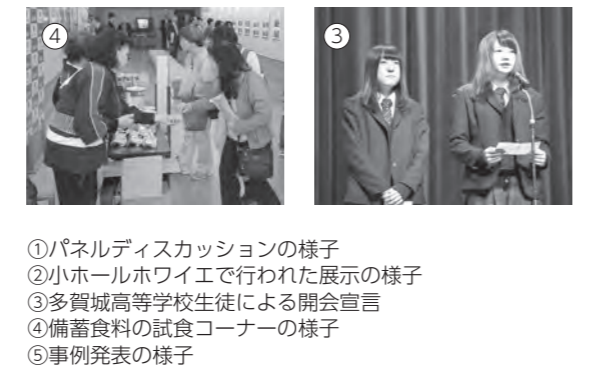 ④
③
①パネルディスカッションの様子
②小ホールホワイエで行われた展示の様子
③多賀城高等学校生徒による開会宣言
④備蓄食料の試食コーナーの様子
⑤事例発表の様子